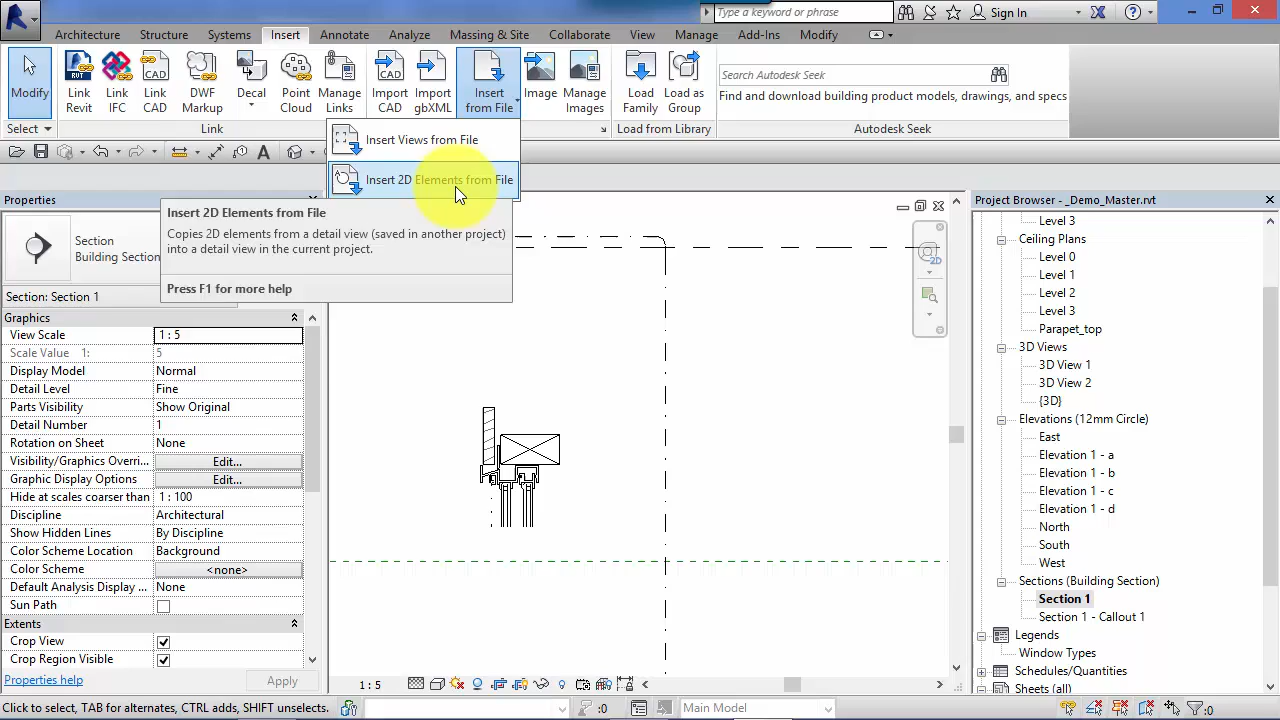 Type a keyword or phrase
Sign In
Architecture Structure Systems Insert Annotate Analyze Massing & Site Collaborate View Manage Add-Ins Modify
Modify
Link Revit
Link IFC
Link CAD
DWF Markup
Decal
Point Cloud
Manage Links
Import CAD
Import gbXML
Insert from File
Image
Manage Images
Load Family
Load as Group
Search Autodesk Seek
Find and download building product models, drawings, and specs
Select
Link
Load from Library
Autodesk Seek
Insert Views from File
Insert 2D Elements from File
Insert 2D Elements from File
Copies 2D elements from a detail view (saved in another project)
into a detail view in the current project.
Press F1 for more help
Properties
Section
Building Section
Section: Section 1
Graphics
View Scale 1 : 5
Scale Value 1: 5
Display Model Normal
Detail Level Fine
Parts Visibility Show Original
Detail Number 1
Rotation on Sheet None
Visibility/Graphics Overri... Edit...
Graphic Display Options Edit...
Hide at scales coarser than 1 : 100
Discipline Architectural
Show Hidden Lines By Discipline
Color Scheme Location Background
Color Scheme <none>
Default Analysis Display ... None
Sun Path
Extents
Crop View
Crop Region Visible
Properties help
Apply
2D
1 : 5
Project Browser - _Demo_Master.rvt
Level 3
Ceiling Plans
Level 0
Level 1
Level 2
Level 3
Parapet_top
3D Views
3D View 1
3D View 2
{3D}
Elevations (12mm Circle)
East
Elevation 1 - a
Elevation 1 - b
Elevation 1 - c
Elevation 1 - d
North
South
West
Sections (Building Section)
Section 1
Section 1 - Callout 1
Legends
Window Types
Schedules/Quantities
Sheets (all)
Click to select, TAB for alternates, CTRL adds, SHIFT unselects.
:0
Main Model
:0